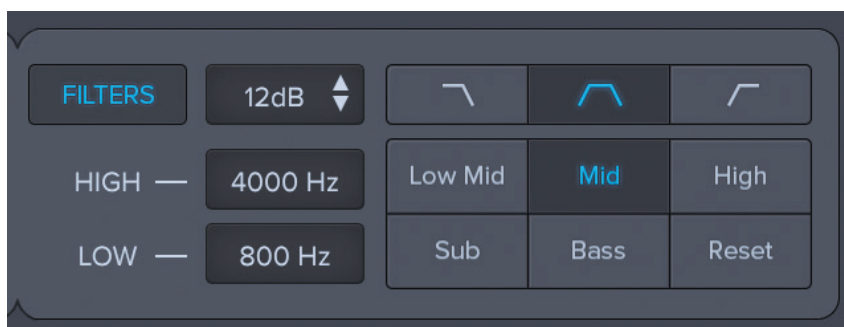 FILTERS 12dB
HIGH — 4000 Hz Low Mid Mid High
LOW — 800 Hz Sub Bass Reset